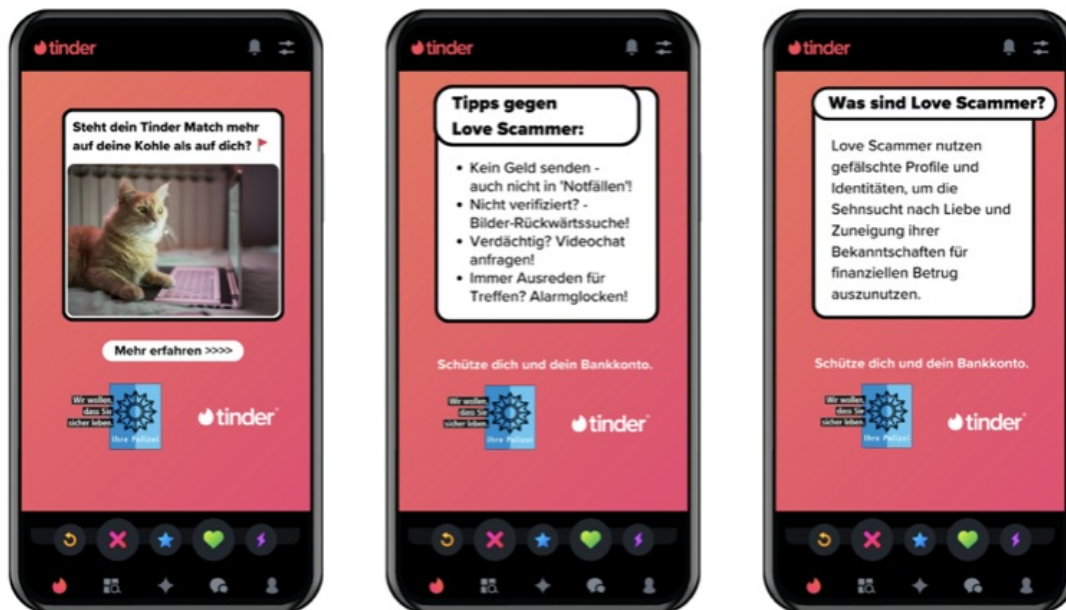 tinder
Steht dein Tinder Match mehr
auf deine Kohle als auf dich?
Mehr erfahren >>>>
Wir wollen,
dass Sie
sicher leben.
Ihre Polizei
tinder
tinder
Tipps gegen
Love Scammer:
• Kein Geld senden -
auch nicht in 'Notfällen'!
• Nicht verifiziert? -
Bilder-Rückwärtssuche!
• Verdächtig? Videochat
anfragen!
• Immer Ausreden für
Treffen? Alarmglocken!
Schütze dich und dein Bankkonto.
Wir wollen,
dass Sie
sicher leben.
Ihre Polizei
tinder
tinder
Was sind Love Scammer?
Love Scammer nutzen
gefälschte Profile und
Identitäten, um die
Sehnsucht nach Liebe und
Zuneigung ihrer
Bekanntschaften für
finanziellen Betrug
auszunutzen.
Schütze dich und dein Bankkonto.
Wir wollen,
dass Sie
sicher leben.
Ihre Polizei
tinder